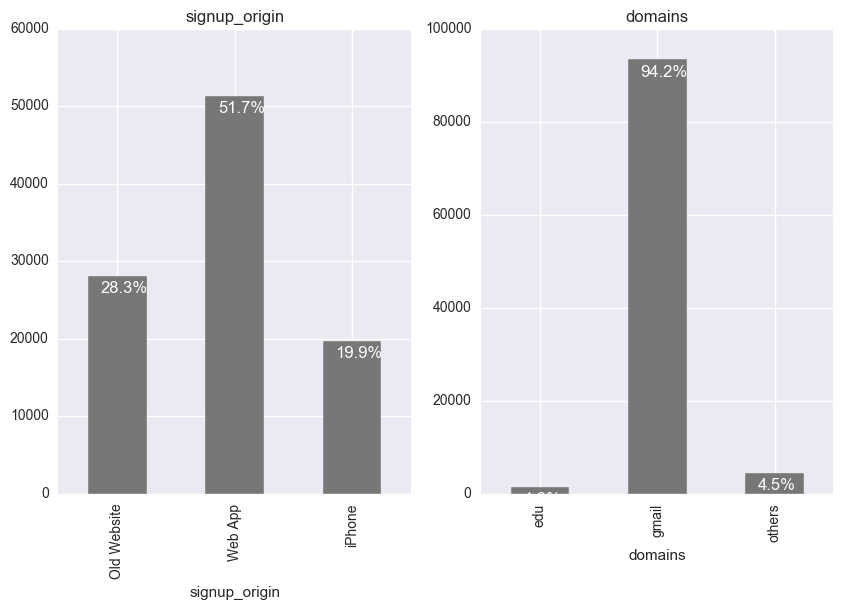 signup_origin
60000
50000
40000
30000
20000
10000
0
28.3%
51.7%
19.9%
Old Website
Web App
iPhone
signup_origin
domains
100000
80000
60000
40000
20000
0
94.2%
4.5%
edu
gmail
others
domains